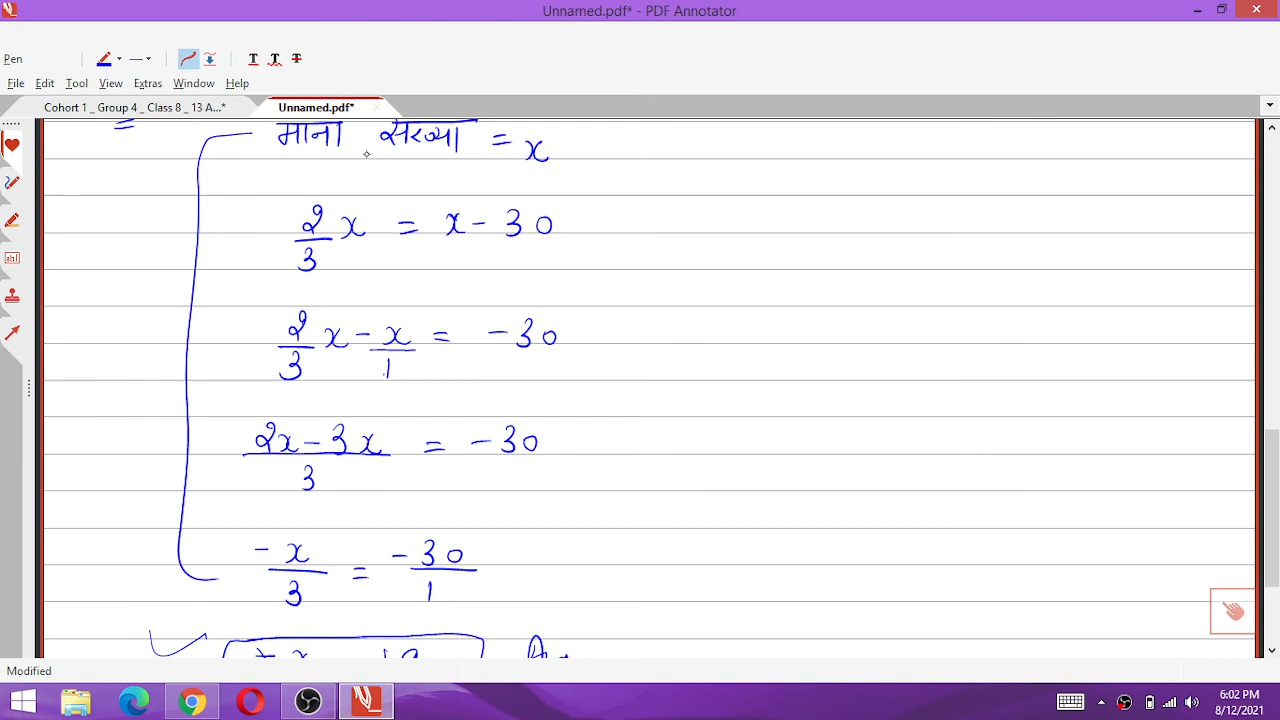 Unnamed.pdf* - PDF Annotator
Pen
T T T
File Edit Tool View Extras Window Help
Cohort 1 _ Group 4 _ Class 8 _ 13 A...* Unnamed.pdf*
=
माना संख्या = x
2/3 x = x - 30
2/3 x - x/1 = - 30
2x - 3x / 3 = - 30
- x/3 = - 30/1
Modified
6:02 PM
8/12/2021